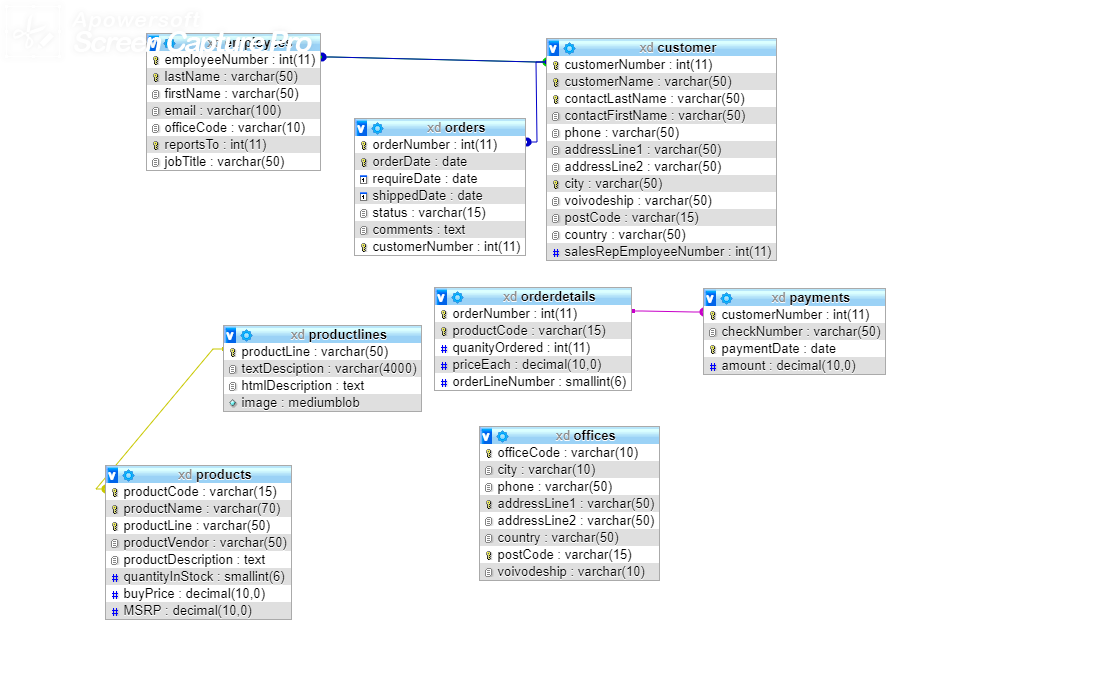 Apowersoft
Screen Capture Pro
employees
employeeNumber : int(11)
lastName : varchar(50)
firstName : varchar(50)
email : varchar(100)
officeCode : varchar(10)
reportsTo : int(11)
jobTitle : varchar(50)
xd customer
customerNumber : int(11)
customerName : varchar(50)
contactLastName : varchar(50)
contactFirstName : varchar(50)
phone : varchar(50)
addressLine1 : varchar(50)
addressLine2 : varchar(50)
city : varchar(50)
voivodeship : varchar(50)
postCode : varchar(15)
country : varchar(50)
salesRepEmployeeNumber : int(11)
xd orders
orderNumber : int(11)
orderDate : date
requireDate : date
shippedDate : date
status : varchar(15)
comments : text
customerNumber : int(11)
xd orderdetails
orderNumber : int(11)
productCode : varchar(15)
quanityOrdered : int(11)
priceEach : decimal(10,0)
orderLineNumber : smallint(6)
xd payments
customerNumber : int(11)
checkNumber : varchar(50)
paymentDate : date
amount : decimal(10,0)
xd productlines
productLine : varchar(50)
textDesciption : varchar(4000)
htmlDescription : text
image : mediumblob
xd offices
officeCode : varchar(10)
city : varchar(10)
phone : varchar(50)
addressLine1 : varchar(50)
addressLine2 : varchar(50)
country : varchar(50)
postCode : varchar(15)
voivodeship : varchar(10)
xd products
productCode : varchar(15)
productName : varchar(70)
productLine : varchar(50)
productVendor : varchar(50)
productDescription : text
quantityInStock : smallint(6)
buyPrice : decimal(10,0)
MSRP : decimal(10,0)